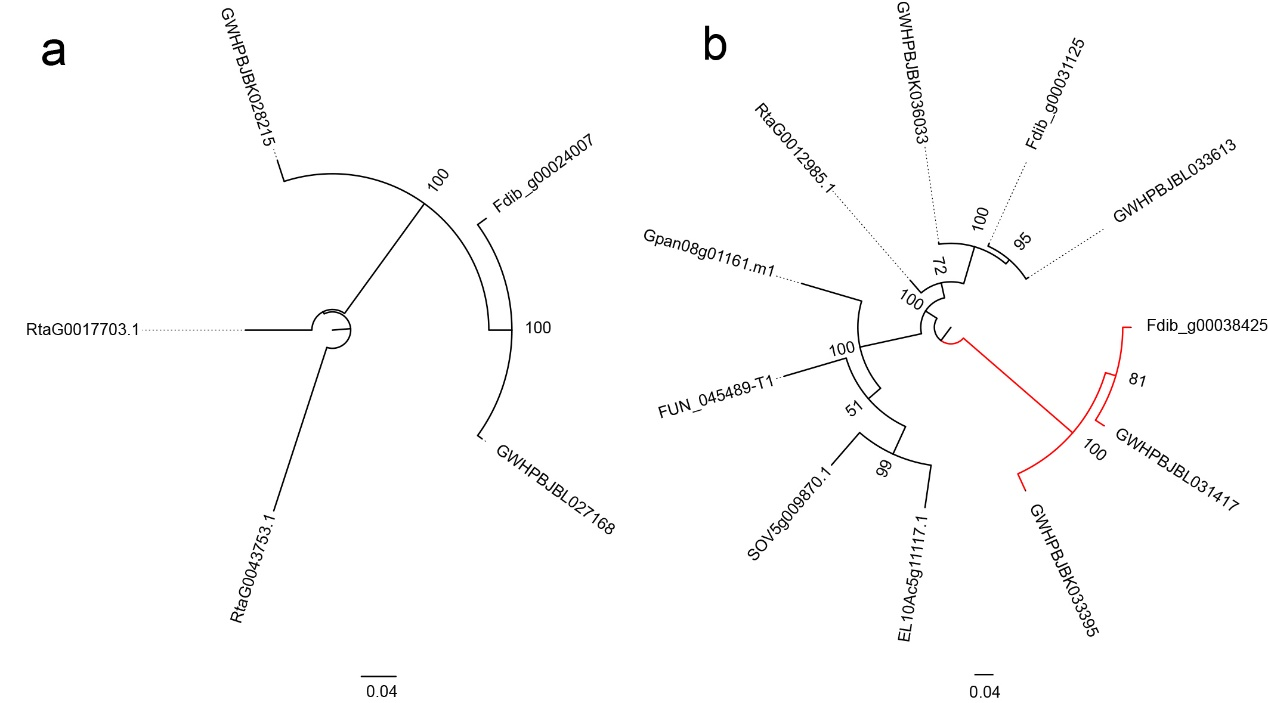 a
GWHPBJBK028215
100
Fdib_g00024007
RtaG0017703.1
100
GWHPBJBL027168
RtaG0043753.1
0.04
b
GWHPBJBK036033
Fdib_g00031125
RtaG0012985.1
GWHPBJBL033613
100
95
72
Gpan08g01161.m1
100
Fdib_g00038425
100
81
FUN_045489-T1
51
GWHPBJBL031417
100
99
SOV5g009870.1
EL10Ac5g11117.1
GWHPBJBK033395
0.04